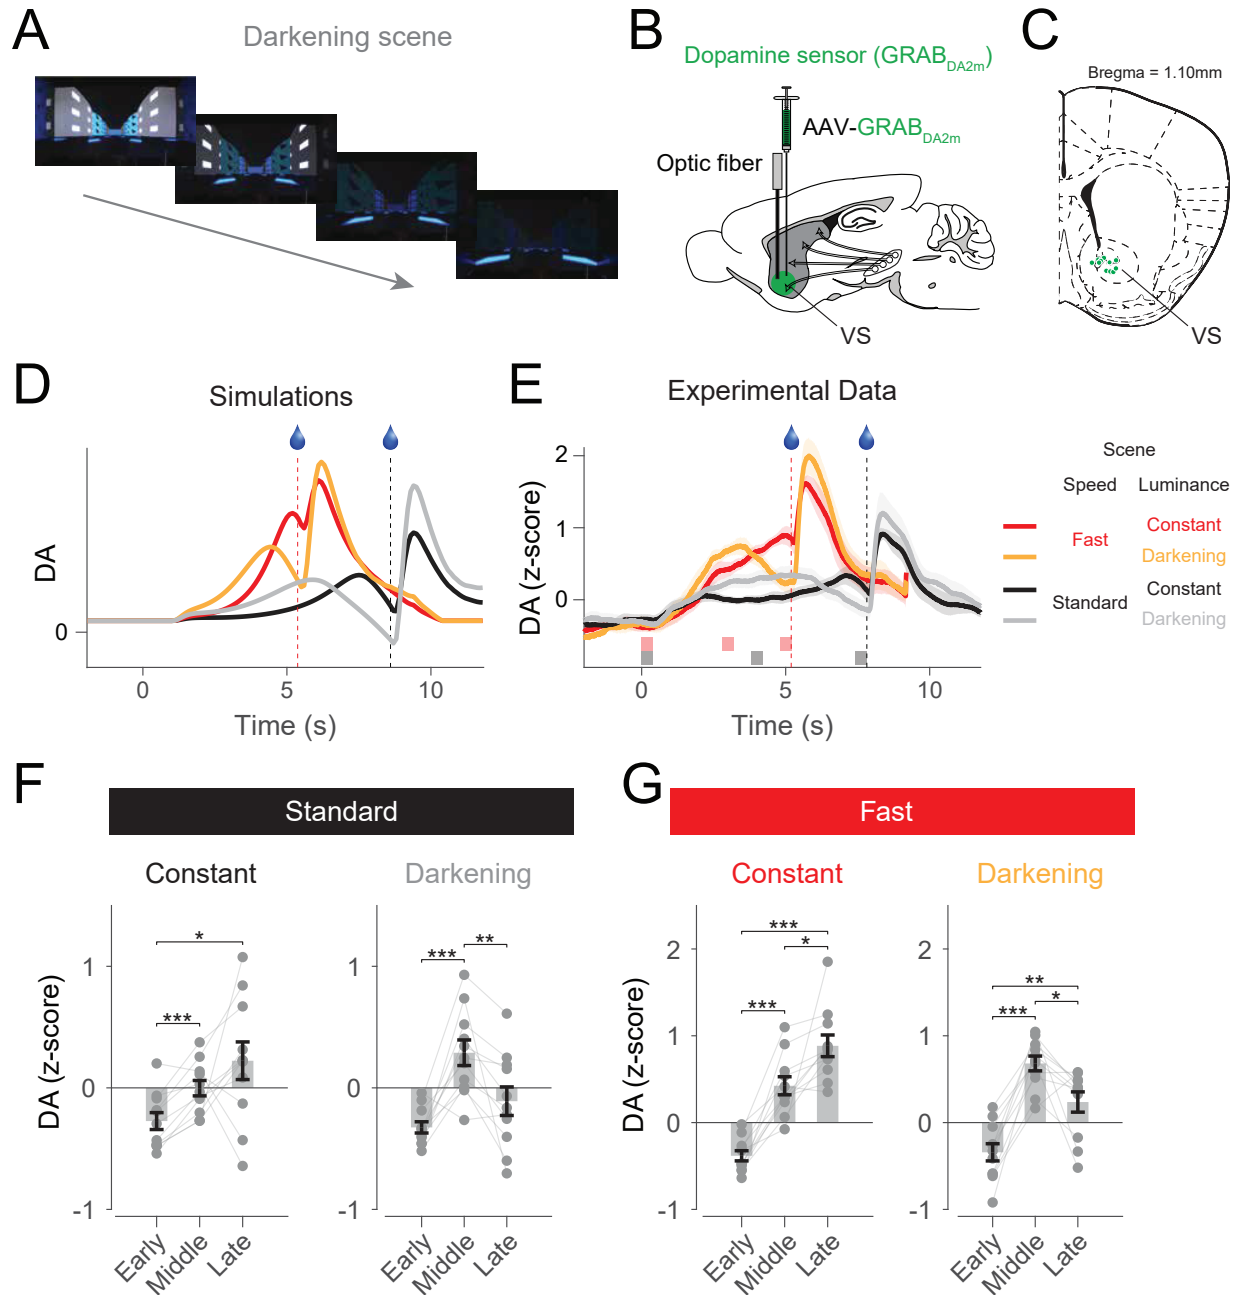 A
Darkening scene
B
Dopamine sensor (GRAB_DA2m)
AAV-GRAB_DA2m
Optic fiber
VS
C
Bregma = 1.10mm
VS
D
Simulations
DA
0
0
5
10
Time (s)
E
Experimental Data
DA (z-score)
2
1
0
0
5
10
Time (s)
Scene
Speed
Luminance
Fast
Constant
Darkening
Standard
Constant
Darkening
F
Standard
Constant
DA (z-score)
1
0
-1
*
***
Early
Middle
Late
Darkening
1
0
-1
***
**
Early
Middle
Late
G
Fast
Constant
DA (z-score)
2
1
0
-1
***
*
***
Early
Middle
Late
Darkening
2
1
0
-1
**
*
***
Early
Middle
Late